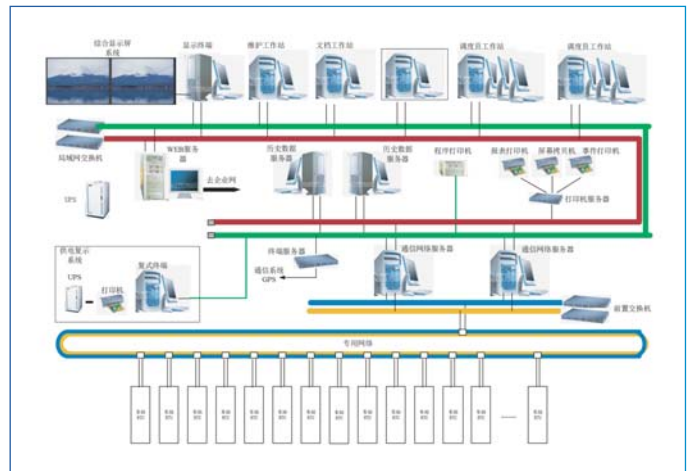 综合显示屏
系统
显示终端
维护工作站
文档工作站
调度员工作站
调度员工作站
局域网交换机
WEB服务
器
历史数据
服务器
历史数据
服务器
程序打印机
报表打印机
屏幕拷贝机
事件打印机
去企业网
UPS
打印机服务器
供电复示
系统
UPS
打印机
复式终端
终端服务器
通信系统
GPS
通信网络服务器
通信网络服务器
前置交换机
专用网络